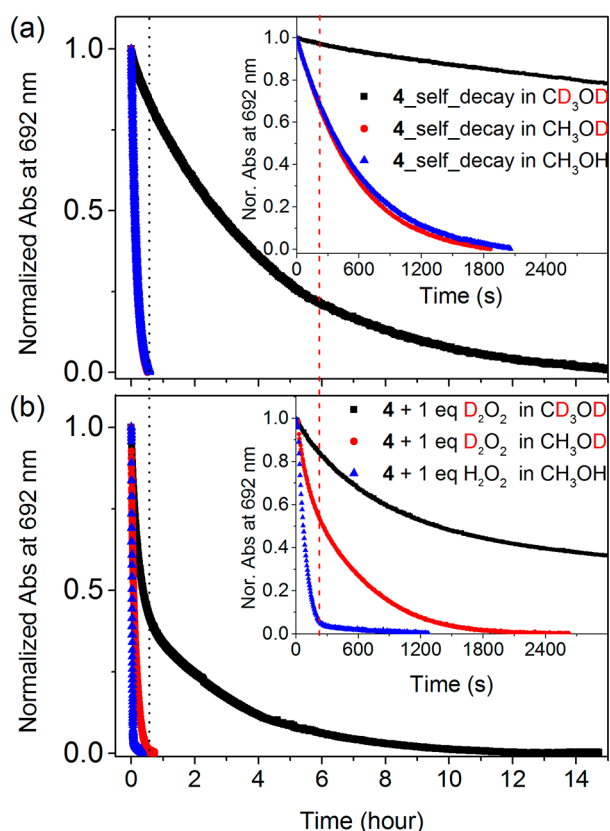 (a)
Normalized Abs at 692 nm
1.0
0.5
0.0
Nor. Abs at 692 nm
1.0
0.8
0.6
0.4
0.2
0.0
4_self_decay in CD₃OD
4_self_decay in CH₃OD
4_self_decay in CH₃OH
0 600 1200 1800 2400
Time (s)
(b)
Normalized Abs at 692 nm
1.0
0.5
0.0
Nor. Abs at 692 nm
1.0
0.8
0.6
0.4
0.2
0.0
4 + 1 eq D₂O₂ in CD₃OD
4 + 1 eq D₂O₂ in CH₃OD
4 + 1 eq H₂O₂ in CH₃OH
0 600 1200 1800 2400
Time (s)
0 2 4 6 8 10 12 14
Time (hour)